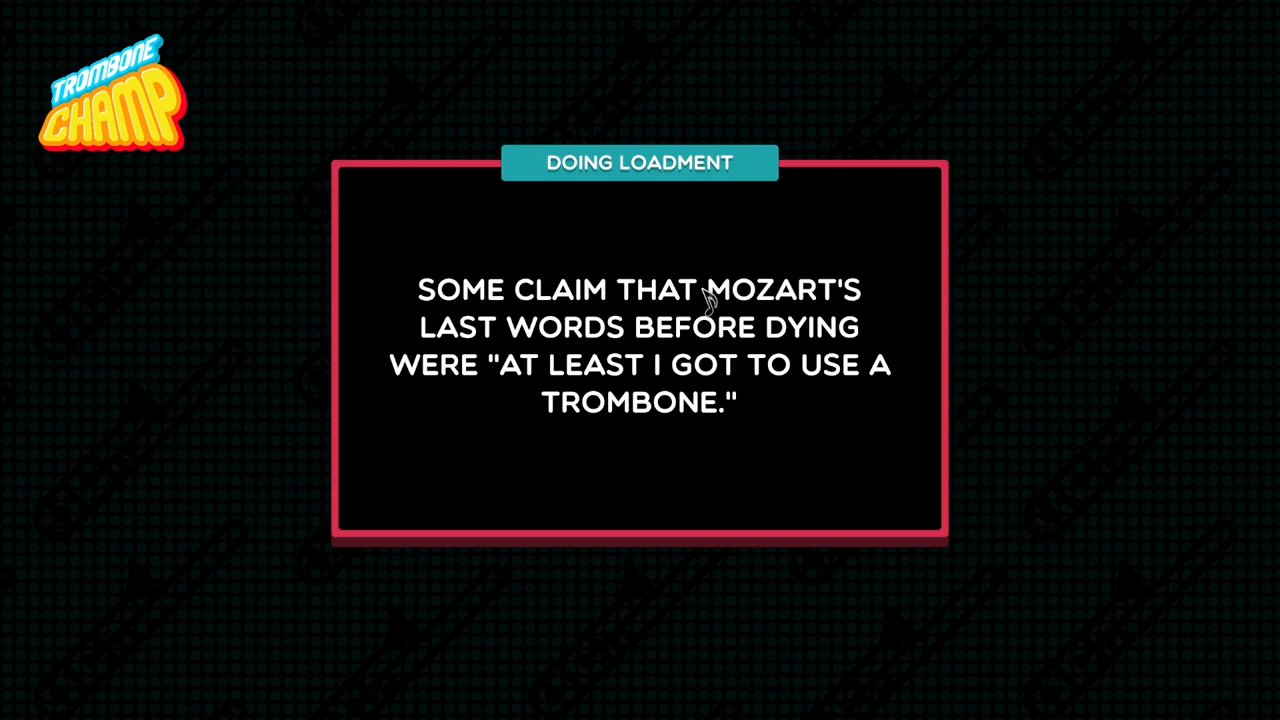 TROMBONE
CHAMP
DOING LOADMENT
SOME CLAIM THAT MOZART'S
LAST WORDS BEFORE DYING
WERE "AT LEAST I GOT TO USE A
TROMBONE."